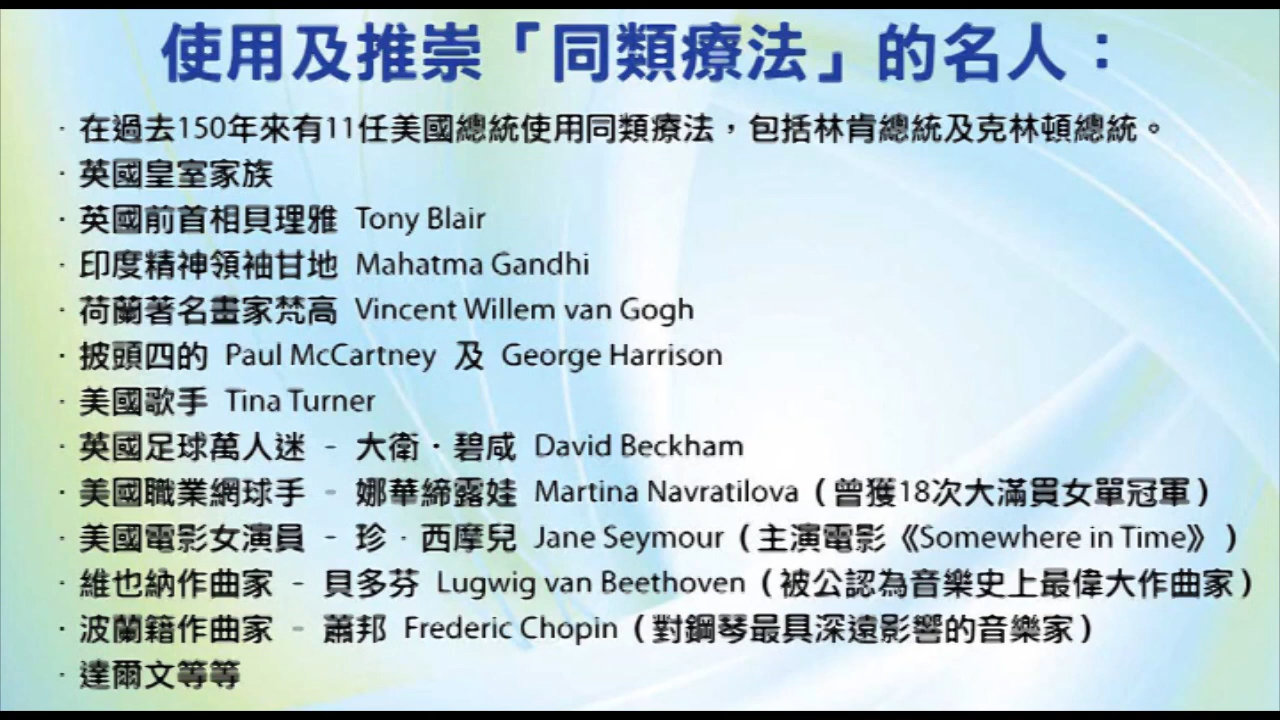 使用及推崇「同類療法」的名人：
· 在過去150年來有11任美國總統使用同類療法，包括林肯總統及克林頓總統。
· 英國皇室家族
· 英國前首相貝理雅 Tony Blair
· 印度精神領袖甘地 Mahatma Gandhi
· 荷蘭著名畫家梵高 Vincent Willem van Gogh
· 披頭四的 Paul McCartney 及 George Harrison
· 美國歌手 Tina Turner
· 英國足球萬人迷 - 大衛·碧咸 David Beckham
· 美國職業網球手 - 娜華締露娃 Martina Navratilova（曾獲18次大滿貫女單冠軍）
· 美國電影女演員 - 珍·西摩兒 Jane Seymour（主演電影《Somewhere in Time》）
· 維也納作曲家 - 貝多芬 Lugwig van Beethoven（被公認為音樂史上最偉大作曲家）
· 波蘭籍作曲家 - 蕭邦 Frederic Chopin（對鋼琴最具深遠影響的音樂家）
· 達爾文等等